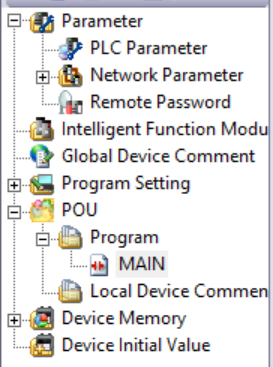 Parameter
PLC Parameter
Network Parameter
Remote Password
Intelligent Function Modu
Global Device Comment
Program Setting
POU
Program
MAIN
Local Device Commen
Device Memory
Device Initial Value